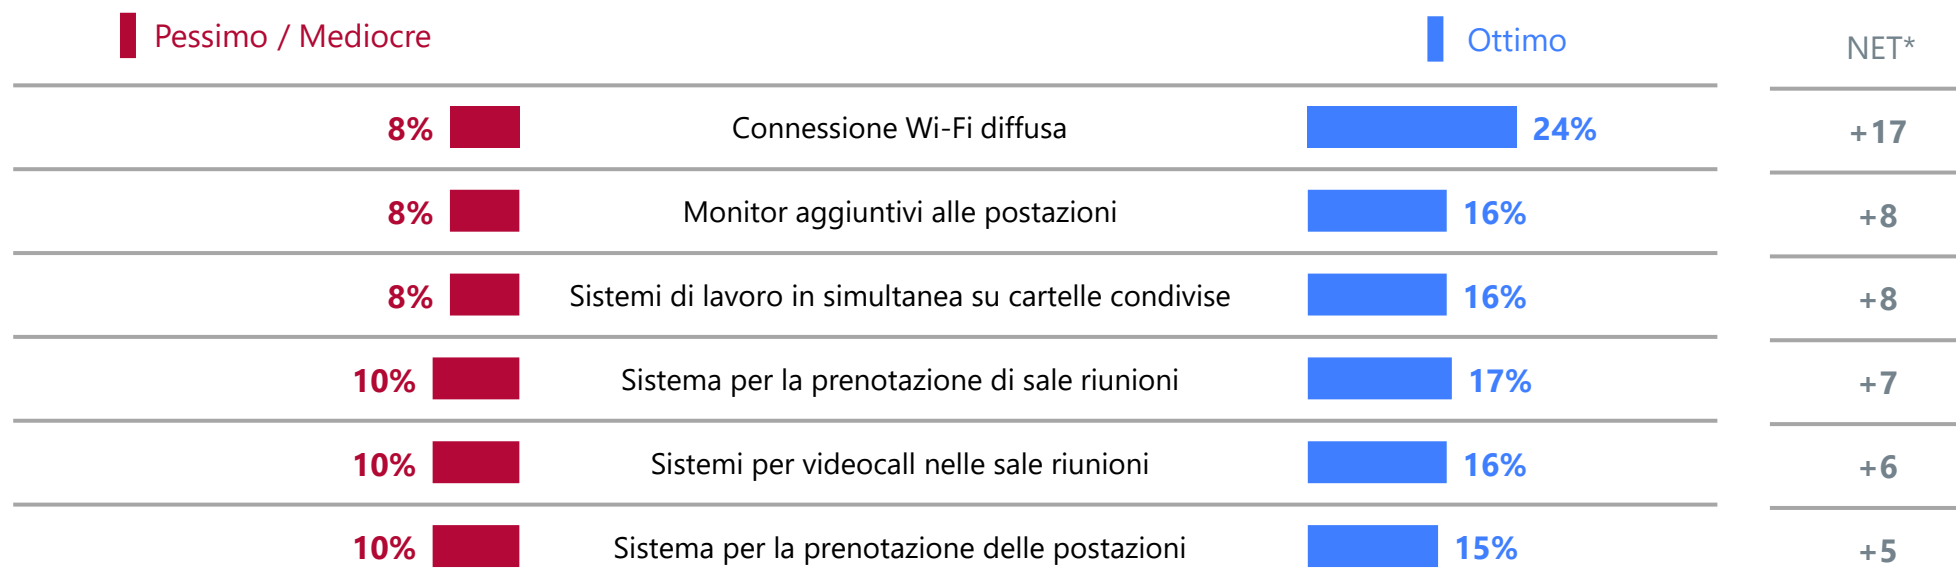 Pessimo / Mediocre Ottimo NET*
8% Connessione Wi-Fi diffusa 24% +17
8% Monitor aggiuntivi alle postazioni 16% +8
8% Sistemi di lavoro in simultanea su cartelle condivise 16% +8
10% Sistema per la prenotazione di sale riunioni 17% +7
10% Sistemi per videocall nelle sale riunioni 16% +6
10% Sistema per la prenotazione delle postazioni 15% +5